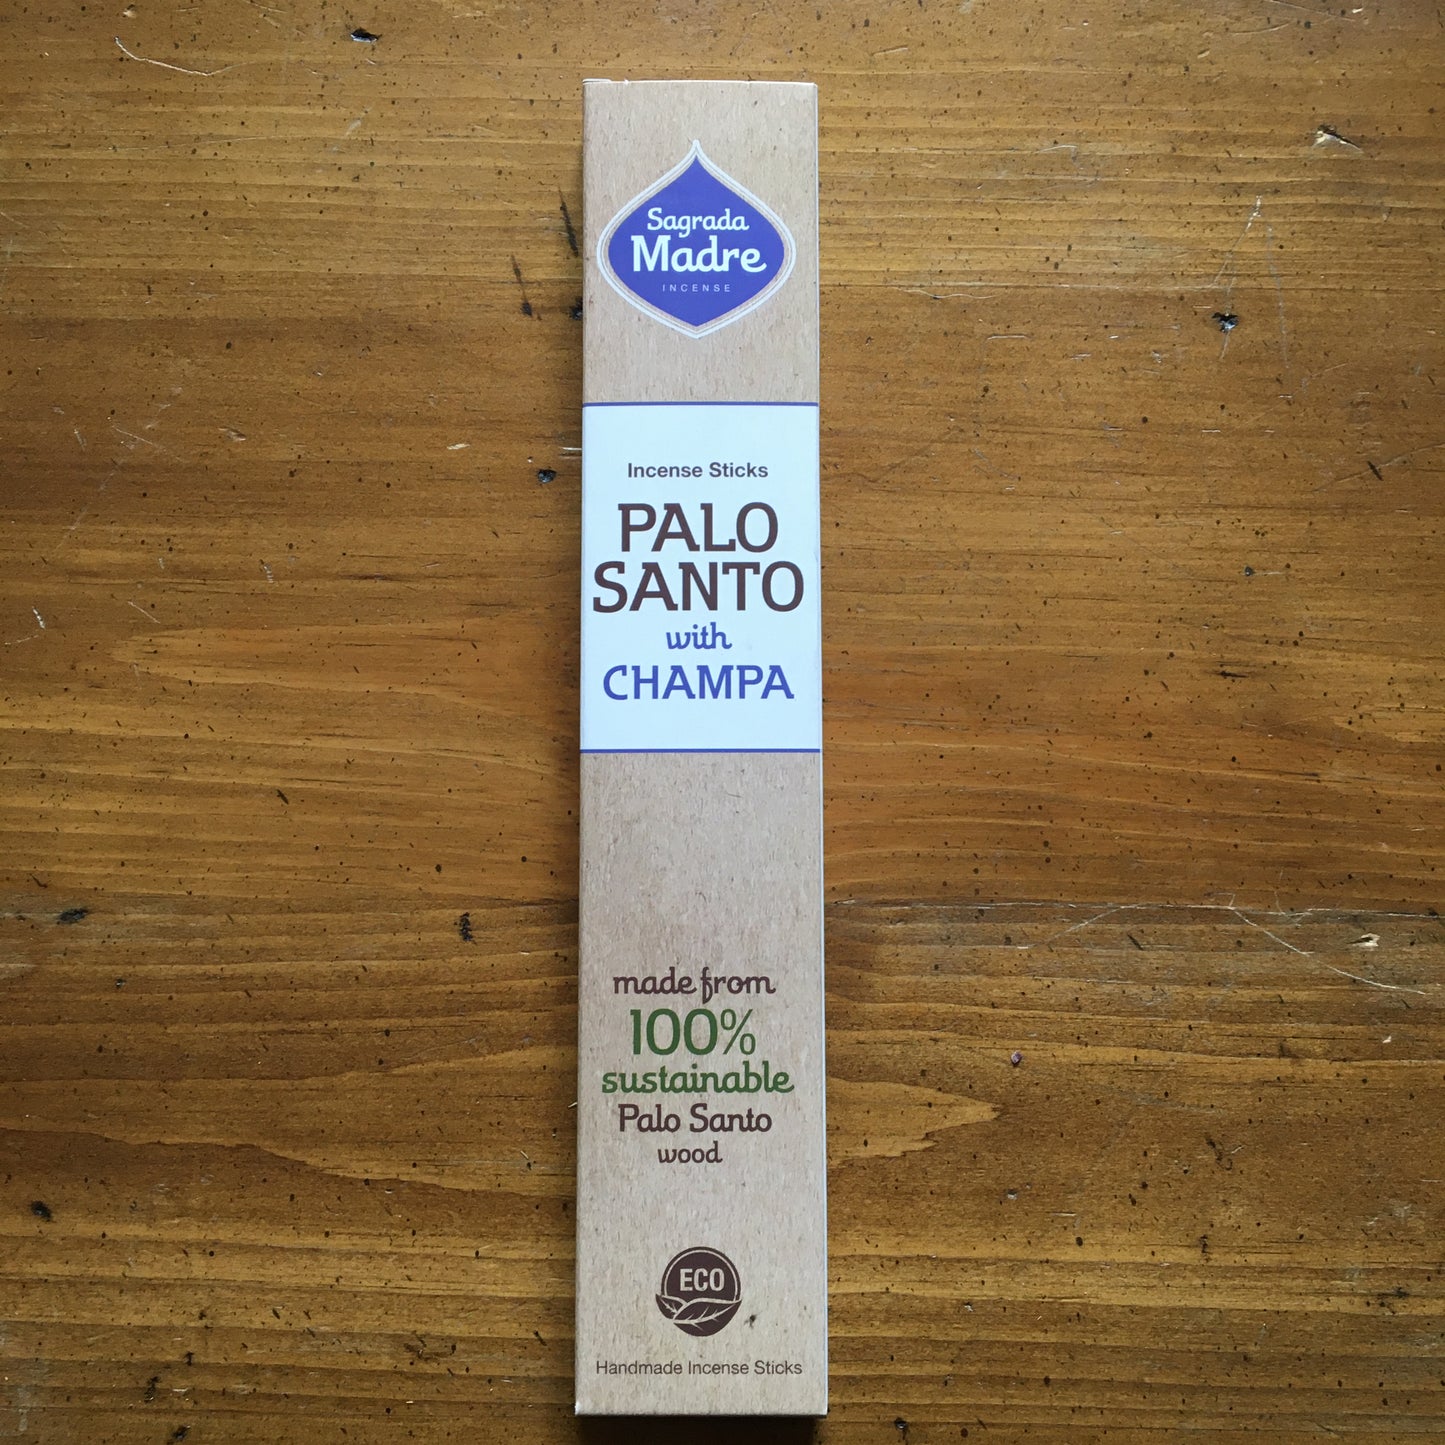 Sagrada
Madre
INCENSE
Incense Sticks
PALO
SANTO
with
CHAMPA
made from
100%
sustainable
Palo Santo
wood
ECO
Handmade Incense Sticks